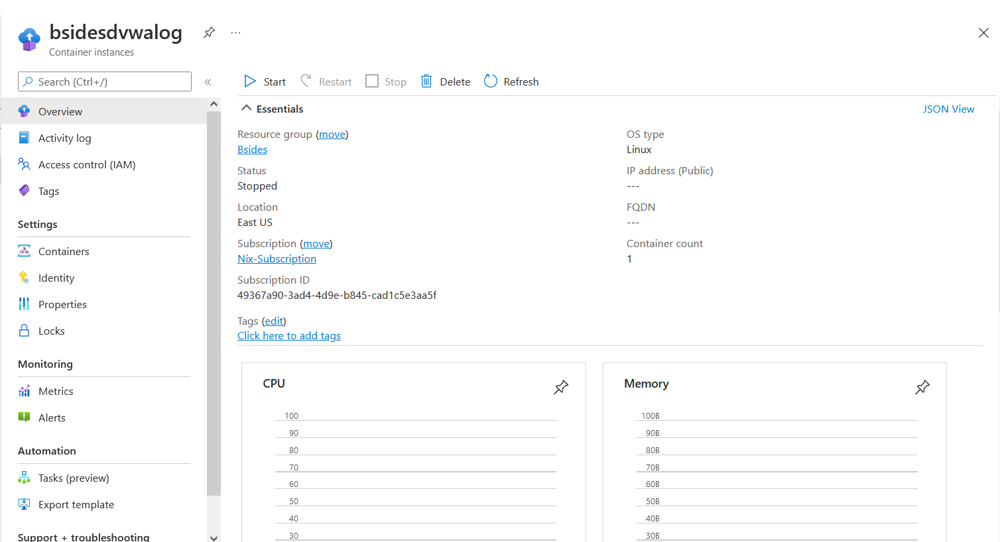 bsidesdvwalog
Container instances
Search (Ctrl+/)
«
Overview
Activity log
Access control (IAM)
Tags
Settings
Containers
Identity
Properties
Locks
Monitoring
Metrics
Alerts
Automation
Tasks (preview)
Export template
Support + troubleshooting
Start Restart Stop Delete Refresh
Essentials
JSON View
Resource group (move)
Bsides
Status
Stopped
Location
East US
Subscription (move)
Nix-Subscription
Subscription ID
49367a90-3ad4-4d9e-b845-cad1c5e3aa5f
Tags (edit)
Click here to add tags
OS type
Linux
IP address (Public)
---
FQDN
---
Container count
1
CPU
100
90
80
70
60
50
40
30
Memory
100B
90B
80B
70B
60B
50B
40B
30B